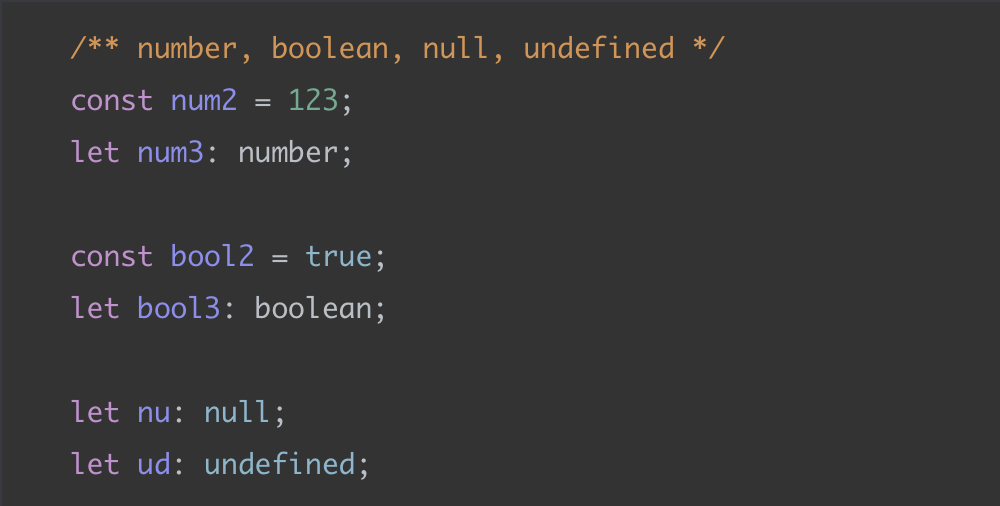 /** number, boolean, null, undefined */
const num2 = 123;
let num3: number;
const bool2 = true;
let bool3: boolean;
let nu: null;
let ud: undefined;